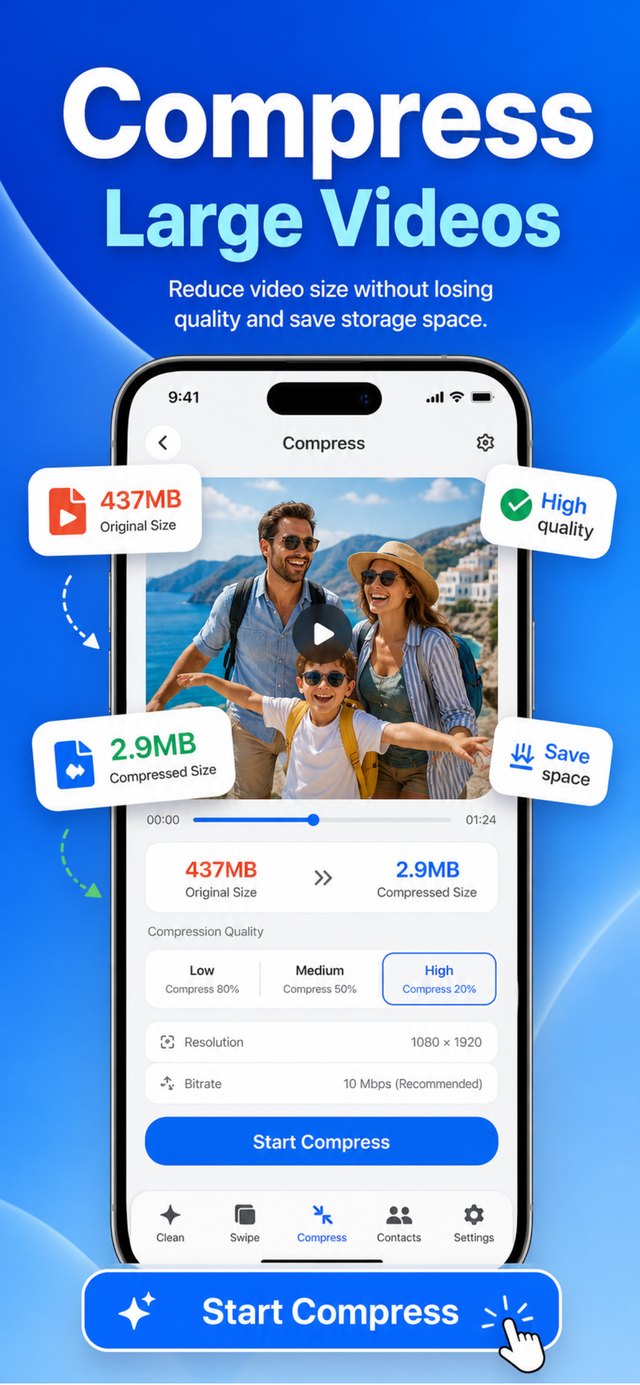 Compress
Large Videos
Reduce video size without losing
quality and save storage space.
9:41
Compress
437MB
Original Size
High
quality
2.9MB
Compressed Size
Save
space
00:00
01:24
437MB
Original Size
2.9MB
Compressed Size
Compression Quality
Low
Compress 80%
Medium
Compress 50%
High
Compress 20%
Resolution
1080 × 1920
Bitrate
10 Mbps (Recommended)
Start Compress
Clean
Swipe
Compress
Contacts
Settings
Start Compress